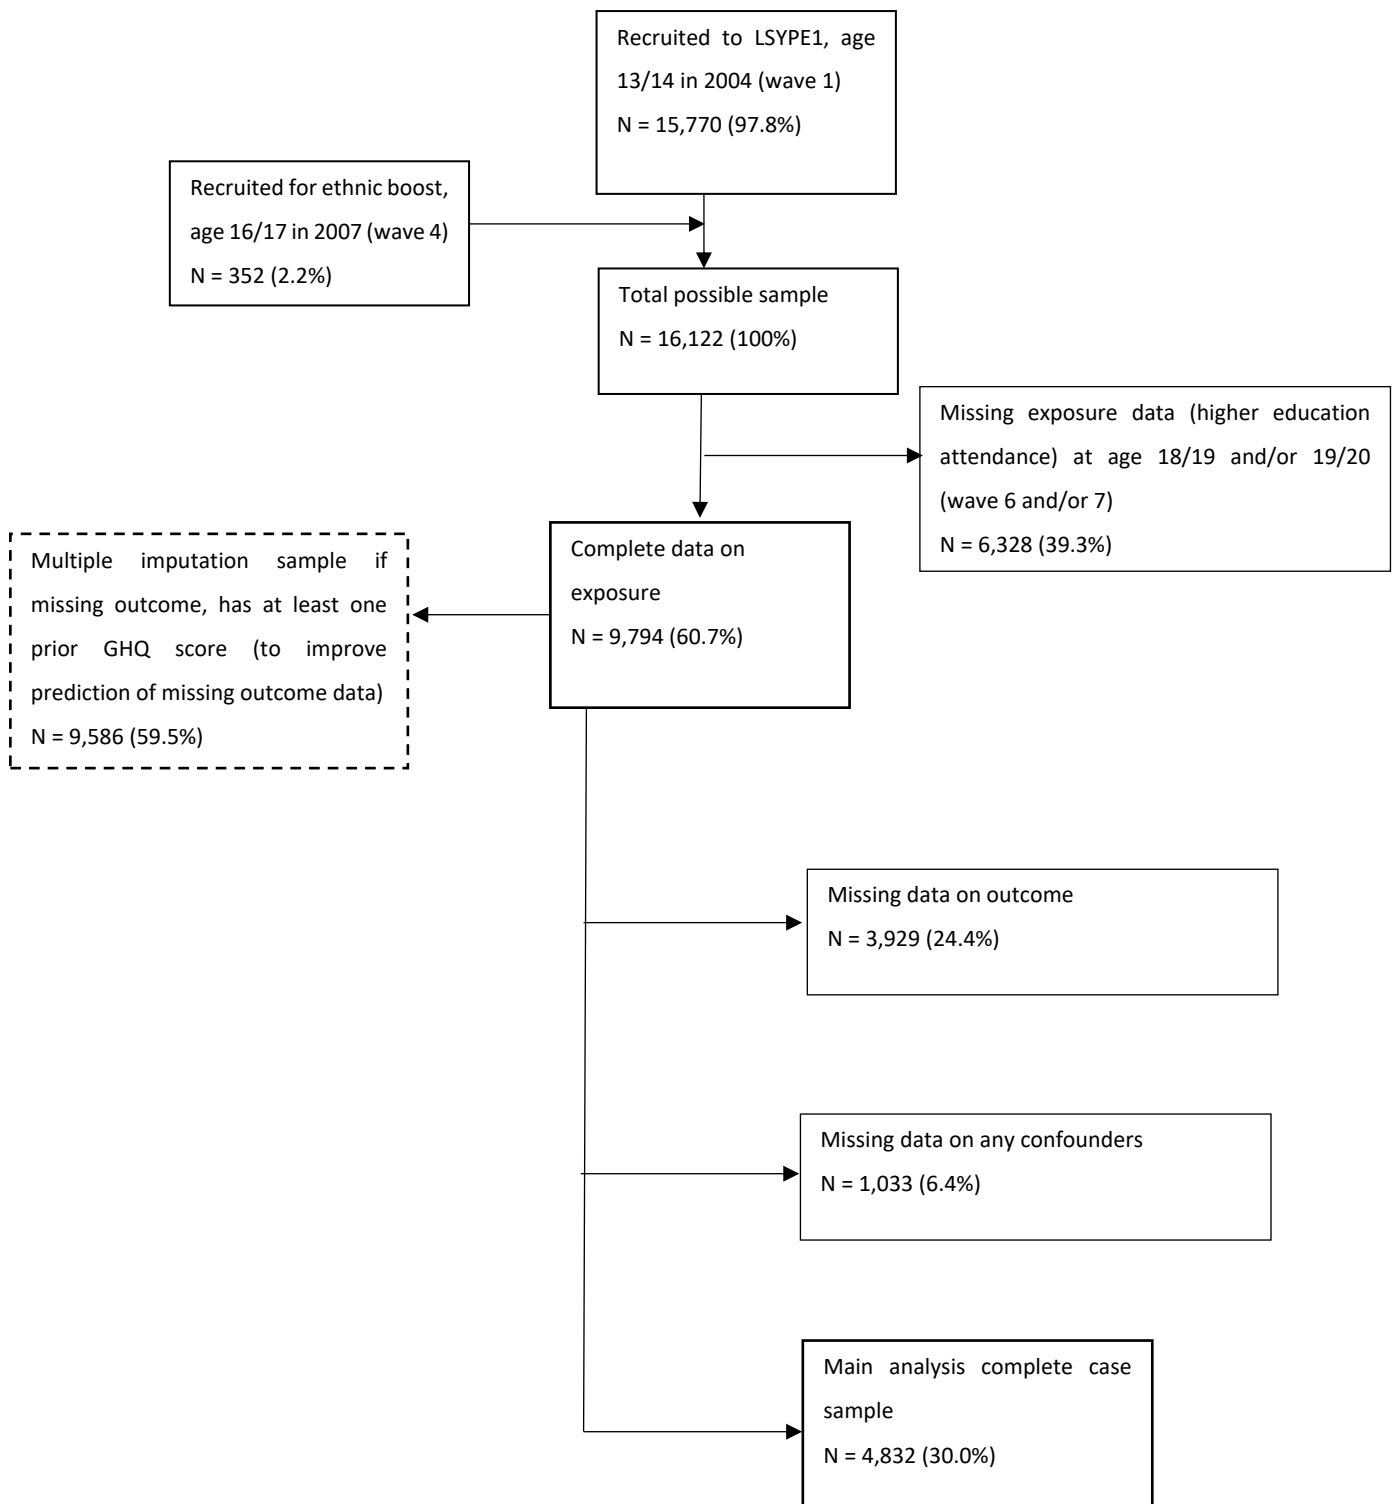 Recruited to LSYPE1, age
13/14 in 2004 (wave 1)
N = 15,770 (97.8%)
Recruited for ethnic boost,
age 16/17 in 2007 (wave 4)
N = 352 (2.2%)
Total possible sample
N = 16,122 (100%)
Missing exposure data (higher education
attendance) at age 18/19 and/or 19/20
(wave 6 and/or 7)
N = 6,328 (39.3%)
Complete data on
exposure
N = 9,794 (60.7%)
Multiple imputation sample if
missing outcome, has at least one
prior GHQ score (to improve
prediction of missing outcome data)
N = 9,586 (59.5%)
Missing data on outcome
N = 3,929 (24.4%)
Missing data on any confounders
N = 1,033 (6.4%)
Main analysis complete case
sample
N = 4,832 (30.0%)